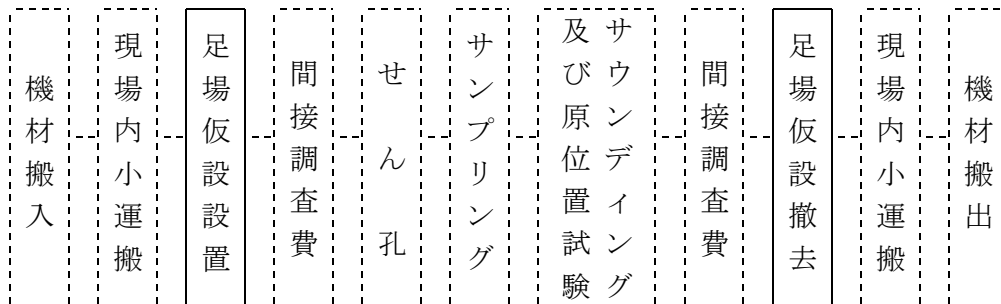 機材搬入
現場内小運搬
足場仮設設置
間接調査費
せん孔
サンプリング
サウンディング
及び原位置試験
間接調査費
足場仮設撤去
現場内小運搬
機材搬出